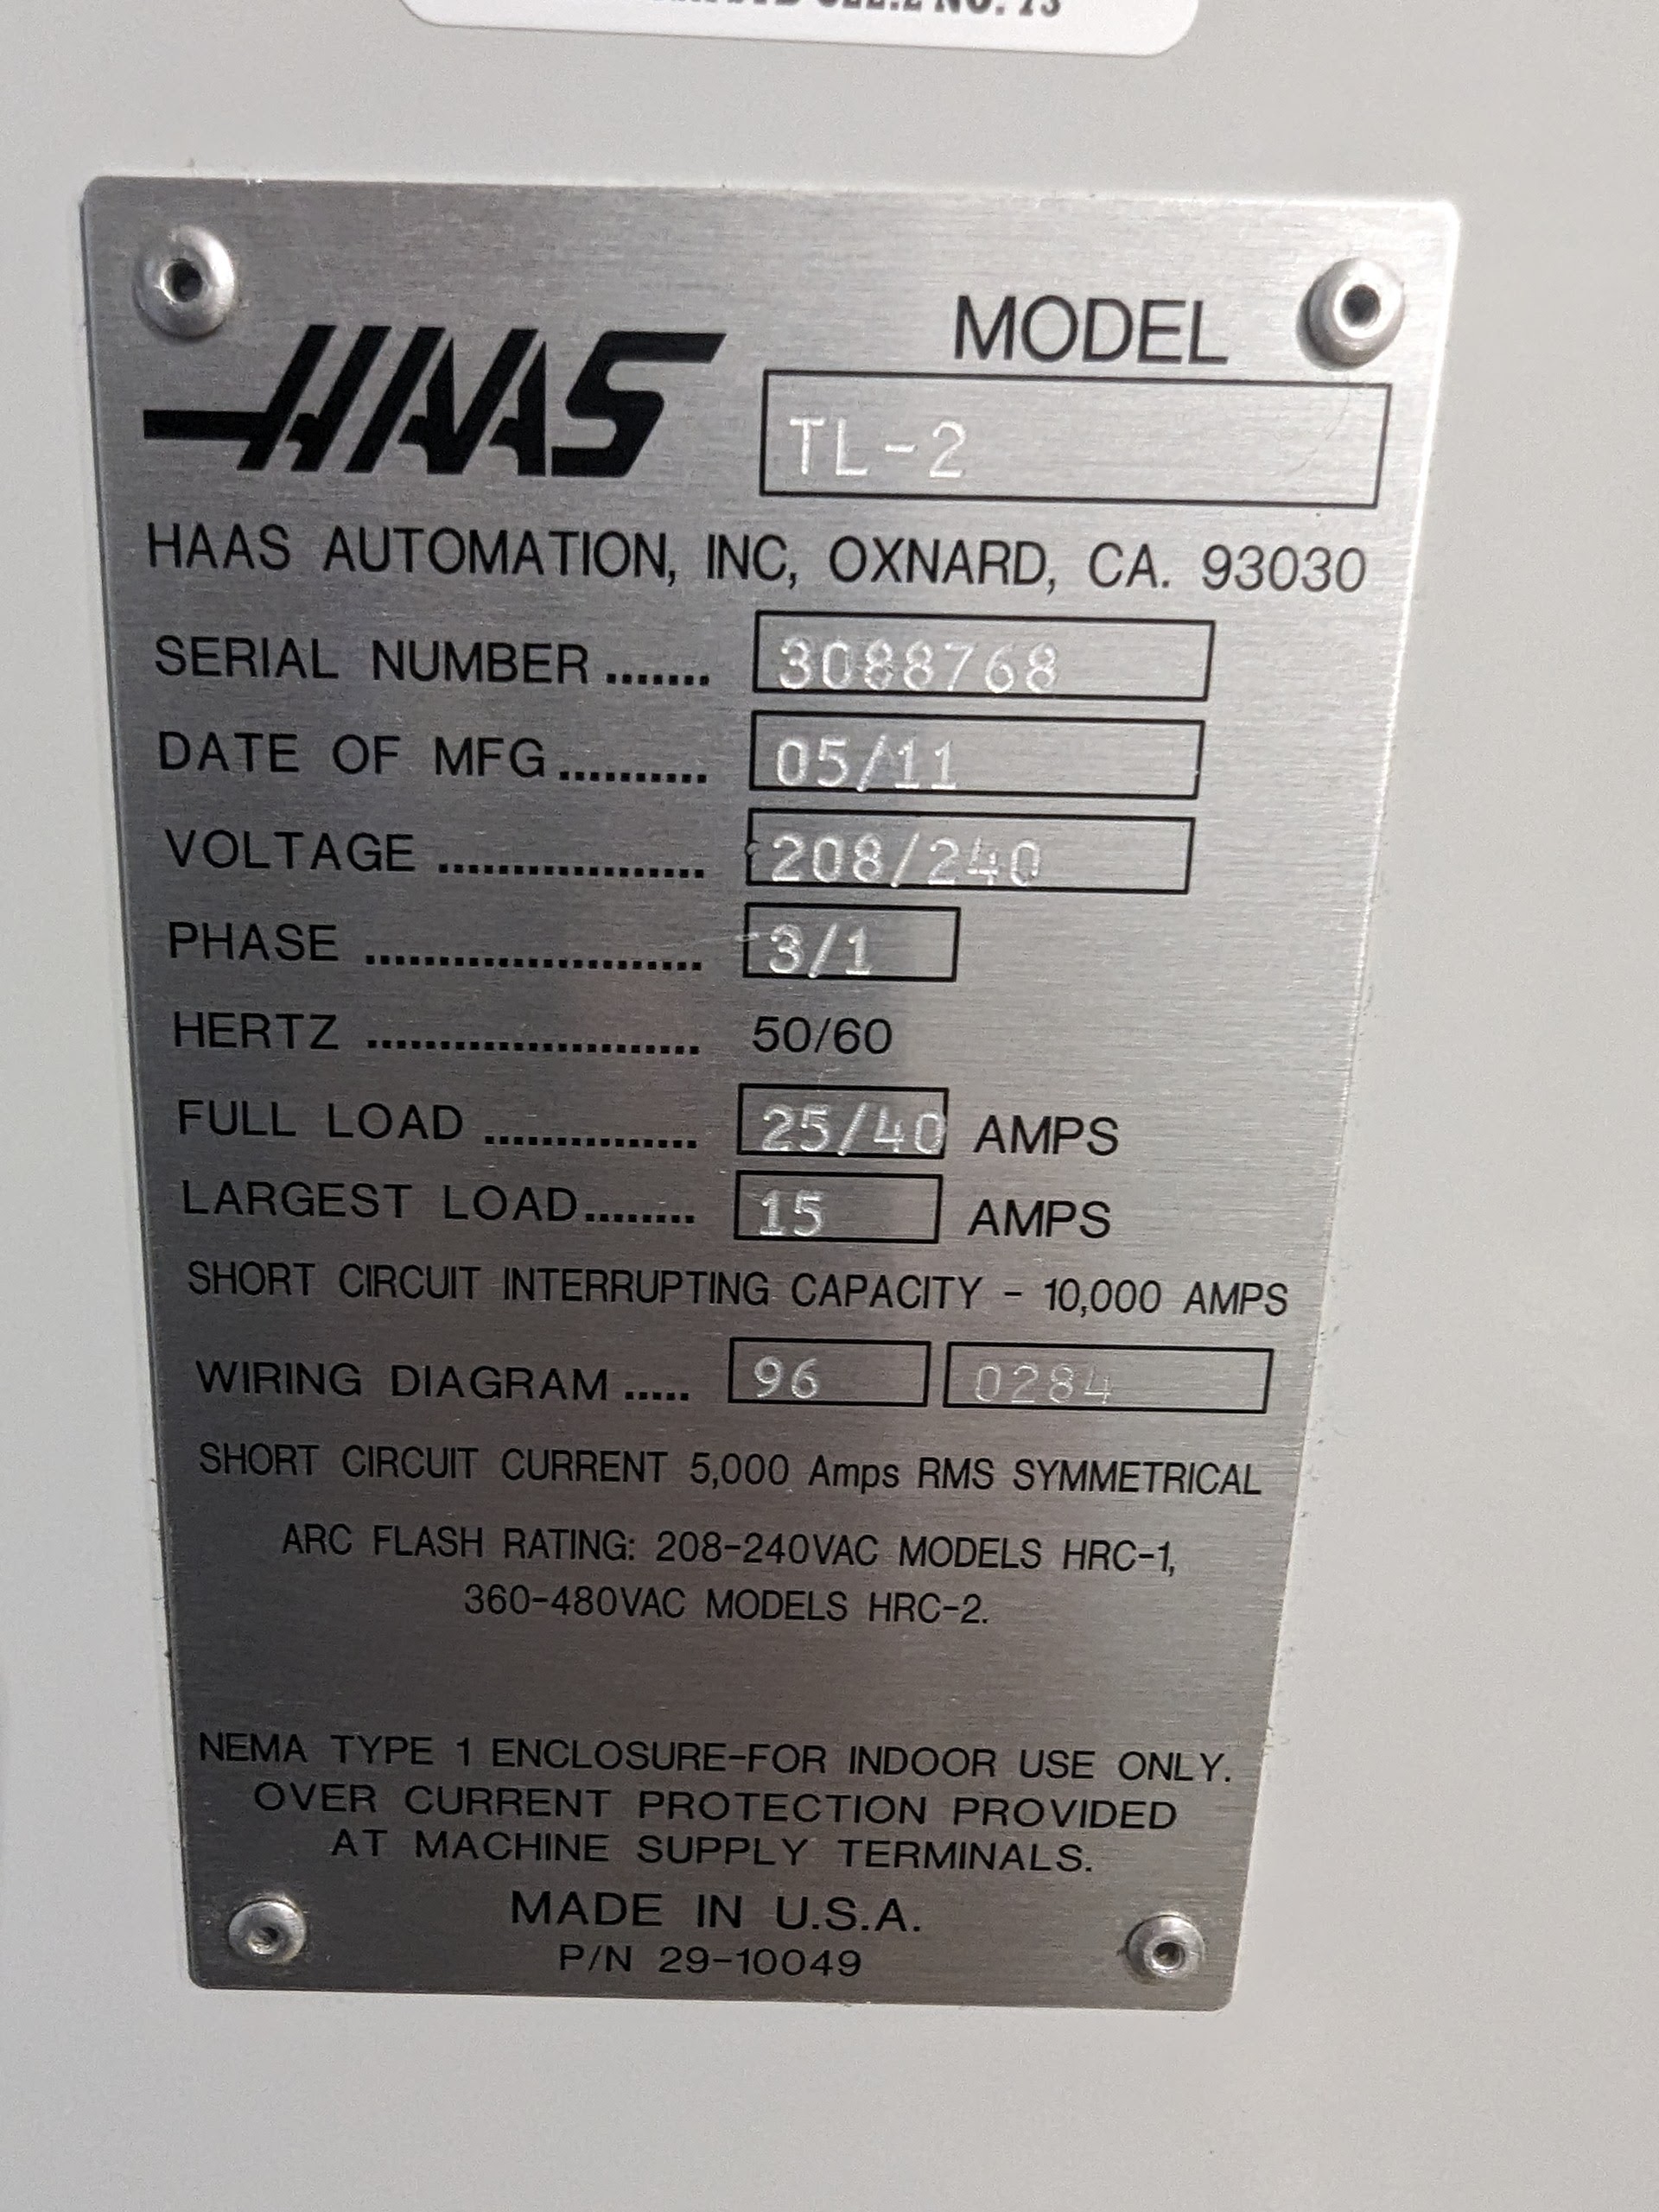 NO. 73
MODEL
HAAS
TL-2
HAAS AUTOMATION, INC, OXNARD, CA. 93030
SERIAL NUMBER ....... 3088768
DATE OF MFG .......... 05/11
VOLTAGE .................. 208/240
PHASE ....................... 3/1
HERTZ ....................... 50/60
FULL LOAD ............... 25/40 AMPS
LARGEST LOAD ........ 15 AMPS
SHORT CIRCUIT INTERRUPTING CAPACITY - 10,000 AMPS
WIRING DIAGRAM ..... 96 0284
SHORT CIRCUIT CURRENT 5,000 Amps RMS SYMMETRICAL
ARC FLASH RATING: 208-240VAC MODELS HRC-1,
360-480VAC MODELS HRC-2.
NEMA TYPE 1 ENCLOSURE-FOR INDOOR USE ONLY.
OVER CURRENT PROTECTION PROVIDED
AT MACHINE SUPPLY TERMINALS.
MADE IN U.S.A.
P/N 29-10049